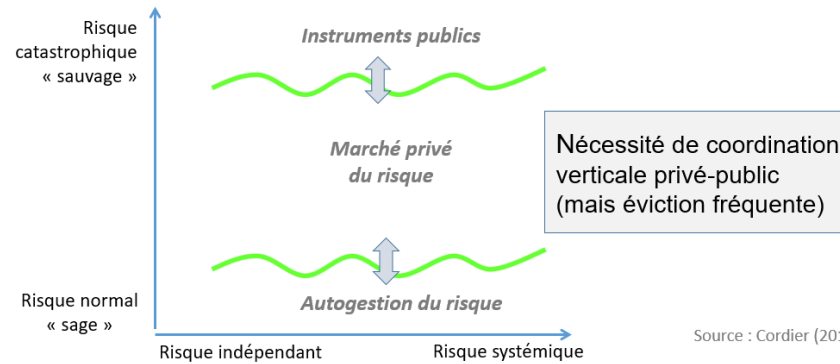 Risque
catastrophique
« sauvage »
Instruments publics
Marché privé
du risque
Nécessité de coordination
verticale privé-public
(mais éviction fréquente)
Risque normal
« sage »
Autogestion du risque
Risque indépendant
Risque systémique
Source : Cordier